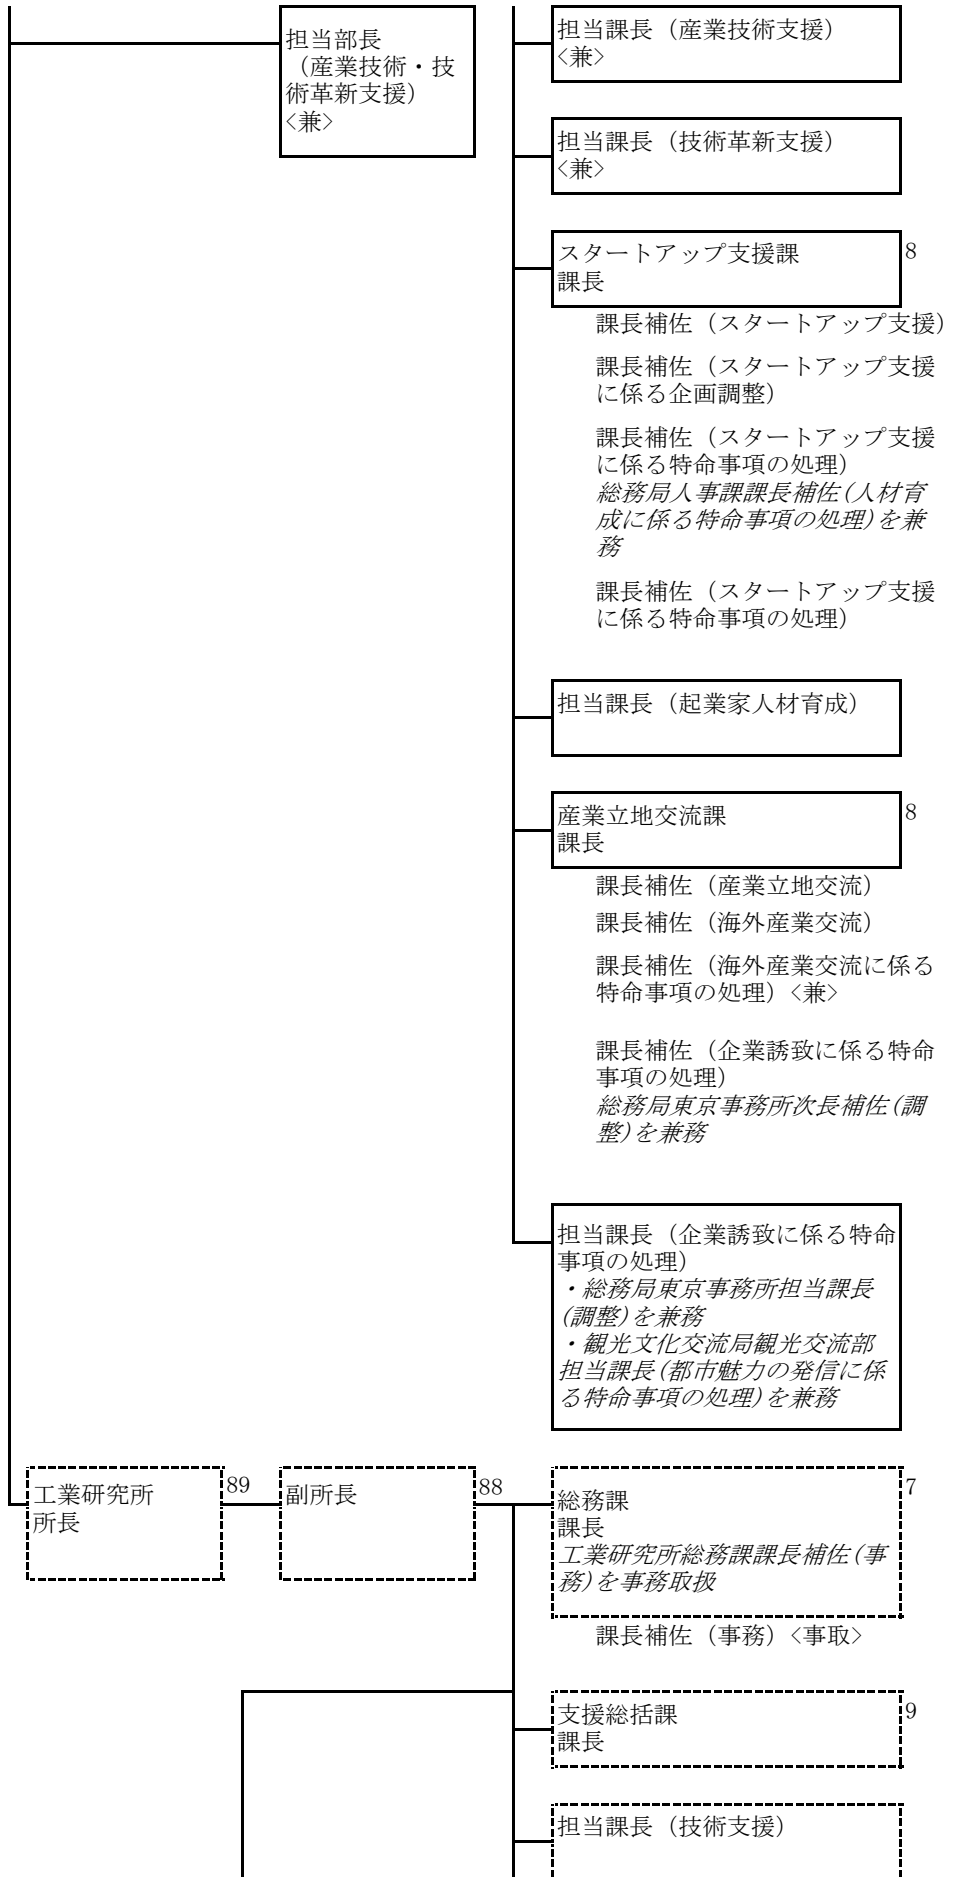 担当部長
（産業技術・技
術革新支援）
<兼>
担当課長（産業技術支援）
<兼>
担当課長（技術革新支援）
<兼>
スタートアップ支援課
課長
8
課長補佐（スタートアップ支援）
課長補佐（スタートアップ支援
に係る企画調整）
課長補佐（スタートアップ支援
に係る特命事項の処理）
総務局人事課課長補佐(人材育
成に係る特命事項の処理)を兼
務
課長補佐（スタートアップ支援
に係る特命事項の処理）
担当課長（起業家人材育成）
産業立地交流課
課長
8
課長補佐（産業立地交流）
課長補佐（海外産業交流）
課長補佐（海外産業交流に係る
特命事項の処理）<兼>
課長補佐（企業誘致に係る特命
事項の処理）
総務局東京事務所次長補佐(調
整)を兼務
担当課長（企業誘致に係る特命
事項の処理）
・総務局東京事務所担当課長
(調整)を兼務
・観光文化交流局観光交流部
担当課長(都市魅力の発信に係
る特命事項の処理)を兼務
工業研究所
所長
89
副所長
88
総務課
課長
工業研究所総務課課長補佐(事
務)を事務取扱
7
課長補佐（事務）<事取>
支援総括課
課長
9
担当課長（技術支援）